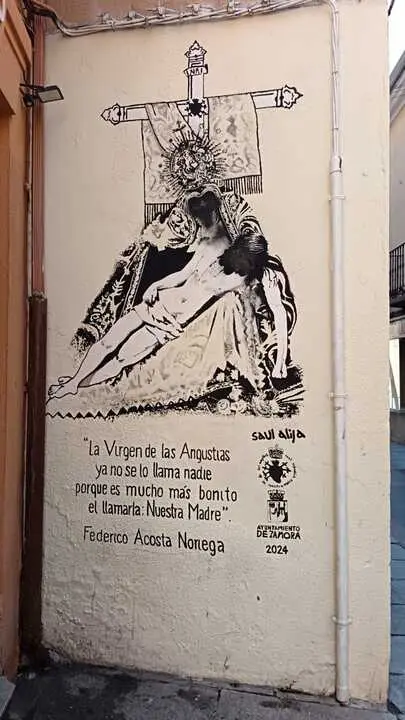 INRI
"La Virgen de las Angustias
ya no se lo llama nadie
porque es mucho más bonito
el llamarla: Nuestra Madre".
Federico Acosta Noriega
Saul alija
AYUNTAMIENTO
DE ZAMORA
2024